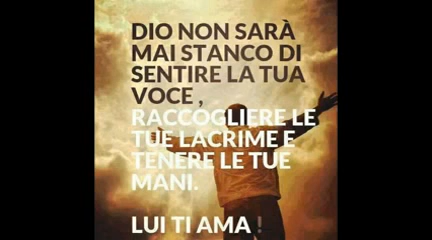 DIO NON SARÀ
MAI STANCO DI
SENTIRE LA TUA
VOCE ,
RACCOGLIERE LE
TUE LACRIME E
TENERE LE TUE
MANI.
LUI TI AMA !